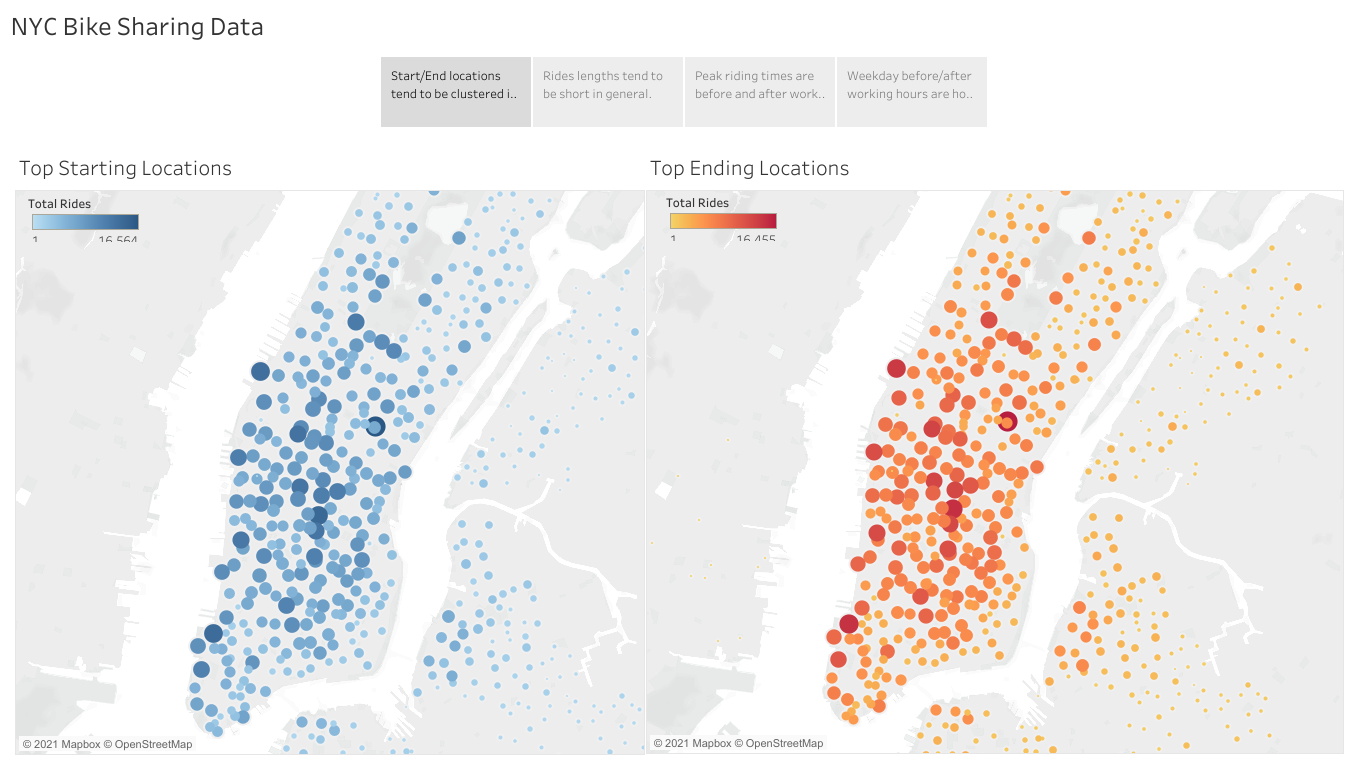 NYC Bike Sharing Data
Start/End locations
tend to be clustered i..
Rides lengths tend to
be short in general.
Peak riding times are
before and after work..
Weekday before/after
working hours are ho..
Top Starting Locations
Total Rides
1 16,564
© 2021 Mapbox © OpenStreetMap
Top Ending Locations
Total Rides
1 16,455
© 2021 Mapbox © OpenStreetMap